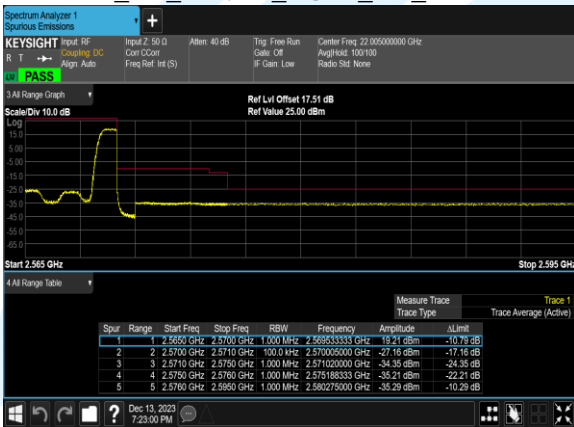 Spectrum Analyzer 1
Spurious Emissions
+
KEYSIGHT Input: RF Input Z: 50 Ω Atten: 40 dB Trig: Free Run Center Freq: 22.005000000 GHz
R T Coupling: DC Corr CCorr Gate: Off Avg|Hold: 100/100
Align: Auto Freq Ref: Int (S) IF Gain: Low Radio Std: None
PASS
3 All Range Graph
Ref Lvl Offset 17.51 dB
Scale/Div 10.0 dB Ref Value 25.00 dBm
Log
15.0
5.00
-5.00
-15.0
-25.0
-35.0
-45.0
-55.0
-65.0
Start 2.565 GHz Stop 2.595 GHz
4 All Range Table
Measure Trace Trace 1
Trace Type Trace Average (Active)
Spur Range Start Freq Stop Freq RBW Frequency Amplitude ΔLimit
1 1 2.5650 GHz 2.5700 GHz 1.000 MHz 2.569533333 GHz 19.21 dBm -10.79 dB
2 2 2.5700 GHz 2.5710 GHz 100.0 kHz 2.570005000 GHz -27.16 dBm -17.16 dB
3 3 2.5710 GHz 2.5750 GHz 1.000 MHz 2.571020000 GHz -34.35 dBm -24.35 dB
4 4 2.5750 GHz 2.5760 GHz 1.000 MHz 2.575188333 GHz -35.21 dBm -22.21 dB
5 5 2.5760 GHz 2.5950 GHz 1.000 MHz 2.580275000 GHz -35.29 dBm -10.29 dB
? Dec 13, 2023
7:23:00 PM